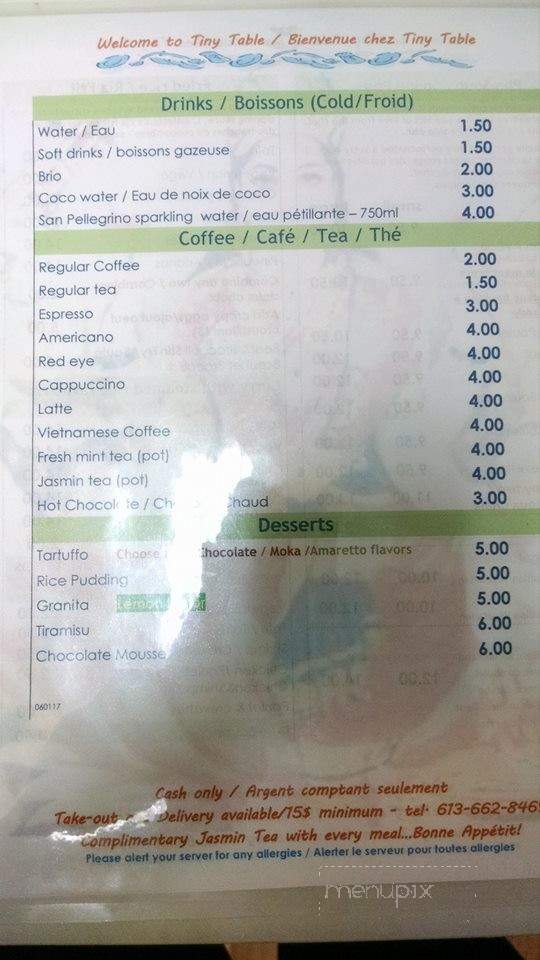 Welcome to Tiny Table / Bienvenue chez Tiny Table
Drinks / Boissons (Cold/Froid)
Water / Eau 1.50
Soft drinks / boissons gazeuse 1.50
Brio 2.00
Coco water / Eau de noix de coco 3.00
San Pellegrino sparkling water / eau pétillante – 750ml 4.00
Coffee / Café / Tea / Thé
Regular Coffee 2.00
Regular tea 1.50
Espresso 3.00
Americano 4.00
Red eye 4.00
Cappuccino 4.00
Latte 4.00
Vietnamese Coffee 4.00
Fresh mint tea (pot) 4.00
Jasmin tea (pot) 4.00
Hot Chocolate / Chaud 3.00
Desserts
Tartuffo Choose Chocolate / Moka /Amaretto flavors 5.00
Rice Pudding 5.00
Granita Lemon 5.00
Tiramisu 6.00
Chocolate Mousse 6.00
060117
Cash only / Argent comptant seulement
Take-out Delivery available/75$ minimum - tel: 613-662-846
Complimentary Jasmin Tea with every meal...Bonne Appétit!
Please alert your server for any allergies / Alerter le serveur pour toutes allergies
menupix